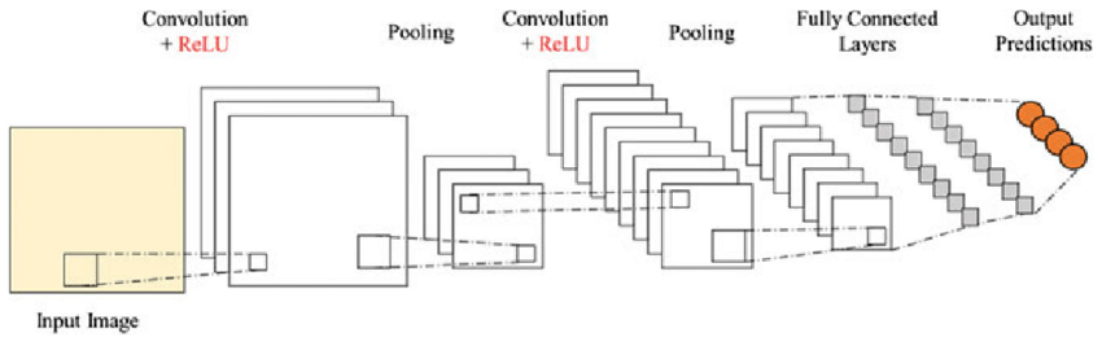 Convolution
+ ReLU
Pooling
Convolution
+ ReLU
Pooling
Fully Connected
Layers
Output
Predictions
Input Image